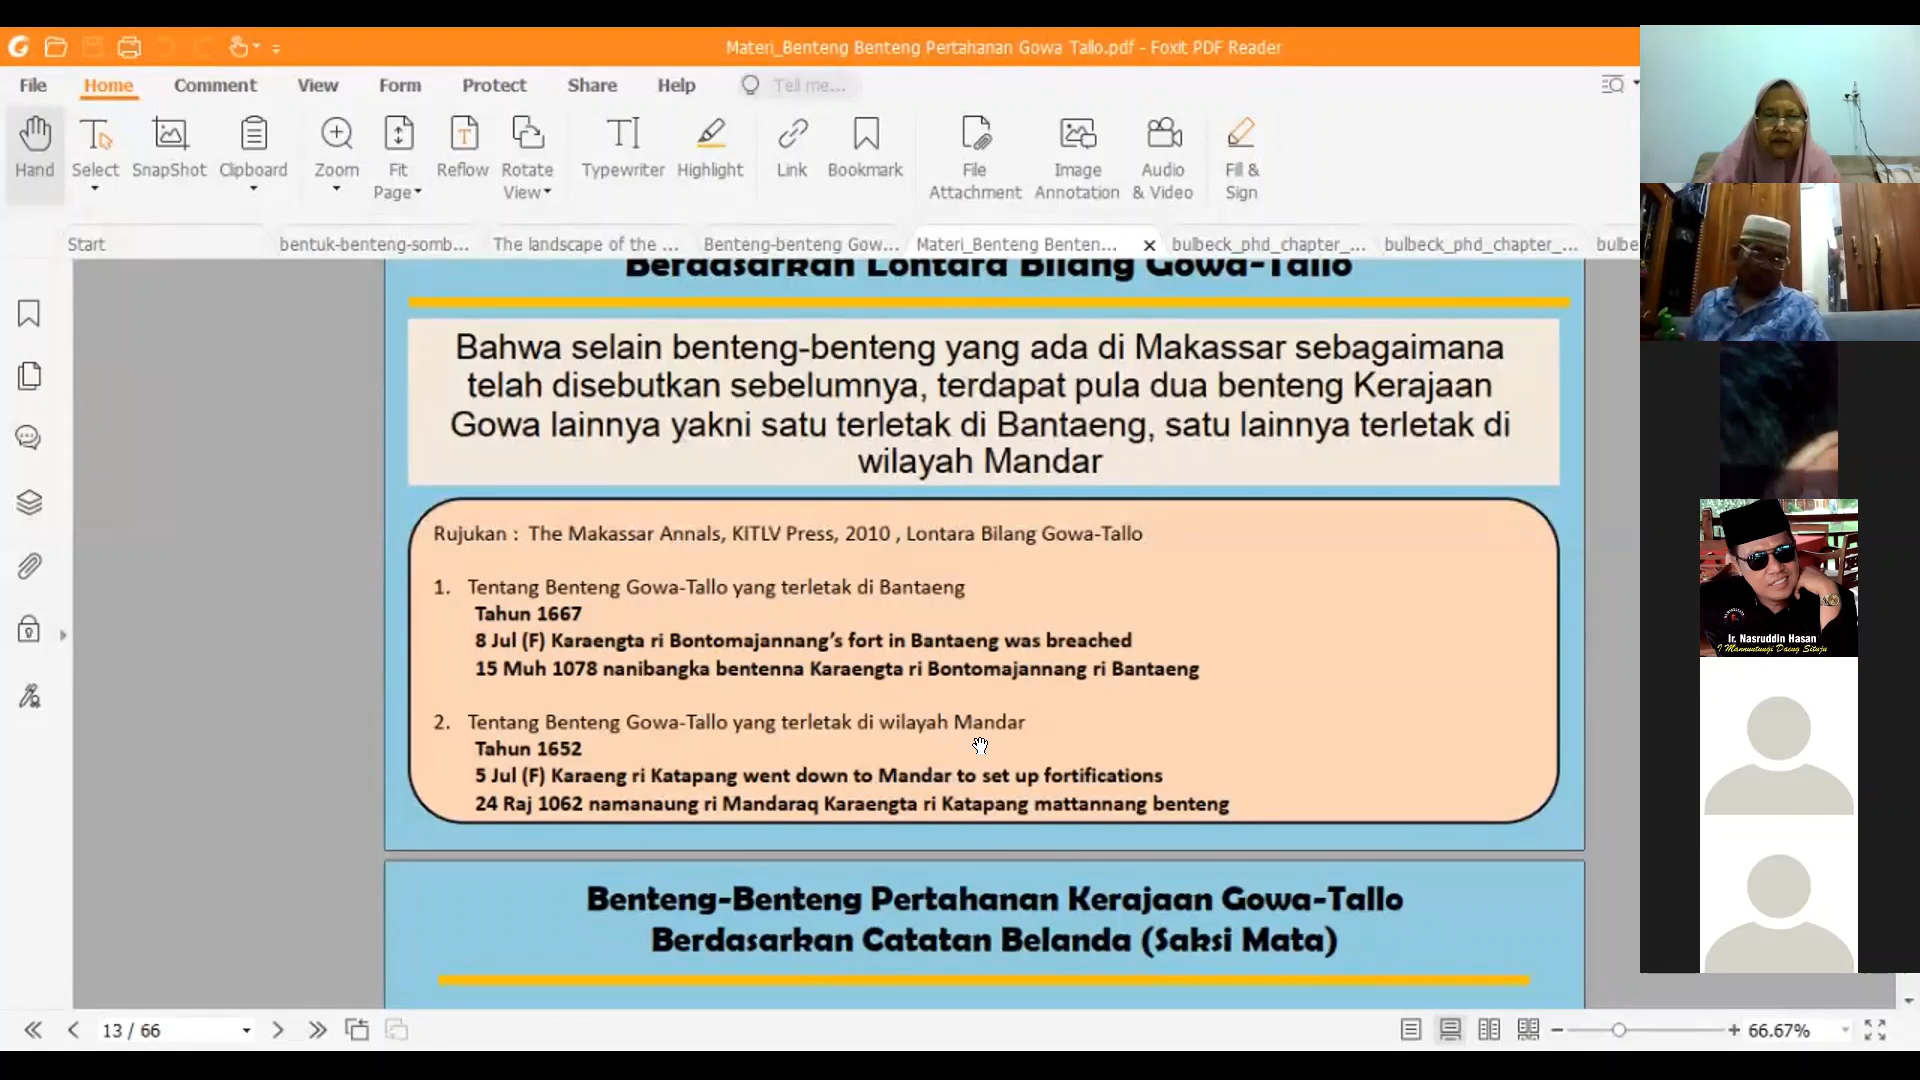 Materi_Benteng Benteng Pertahanan Gowa Tallo.pdf - Foxit PDF Reader
File Home Comment View Form Protect Share Help Tell me...
Hand Select SnapShot Clipboard Zoom Fit Page Reflow Rotate View Typewriter Highlight Link Bookmark File Attachment Image Annotation Audio & Video Fill & Sign
Start bentuk-benteng-somb... The landscape of the ... Benteng-benteng Gow... Materi_Benteng Benten... bulbeck_phd_chapter_... bulbeck_phd_chapter_... bulbe
Berdasarkan Lontara Bilang Gowa-Tallo
Bahwa selain benteng-benteng yang ada di Makassar sebagaimana
telah disebutkan sebelumnya, terdapat pula dua benteng Kerajaan
Gowa lainnya yakni satu terletak di Bantaeng, satu lainnya terletak di
wilayah Mandar
Rujukan : The Makassar Annals, KITLV Press, 2010 , Lontara Bilang Gowa-Tallo
1. Tentang Benteng Gowa-Tallo yang terletak di Bantaeng
Tahun 1667
8 Jul (F) Karaengta ri Bontomajannang’s fort in Bantaeng was breached
15 Muh 1078 nanibangka bentenna Karaengta ri Bontomajannang ri Bantaeng
2. Tentang Benteng Gowa-Tallo yang terletak di wilayah Mandar
Tahun 1652
5 Jul (F) Karaeng ri Katapang went down to Mandar to set up fortifications
24 Raj 1062 namanaung ri Mandaraq Karaengta ri Katapang mattannang benteng
Benteng-Benteng Pertahanan Kerajaan Gowa-Tallo
Berdasarkan Catatan Belanda (Saksi Mata)
Ir. Nasruddin Hasan
I Mannuntungi Daeng Situju
13 / 66
66.67%